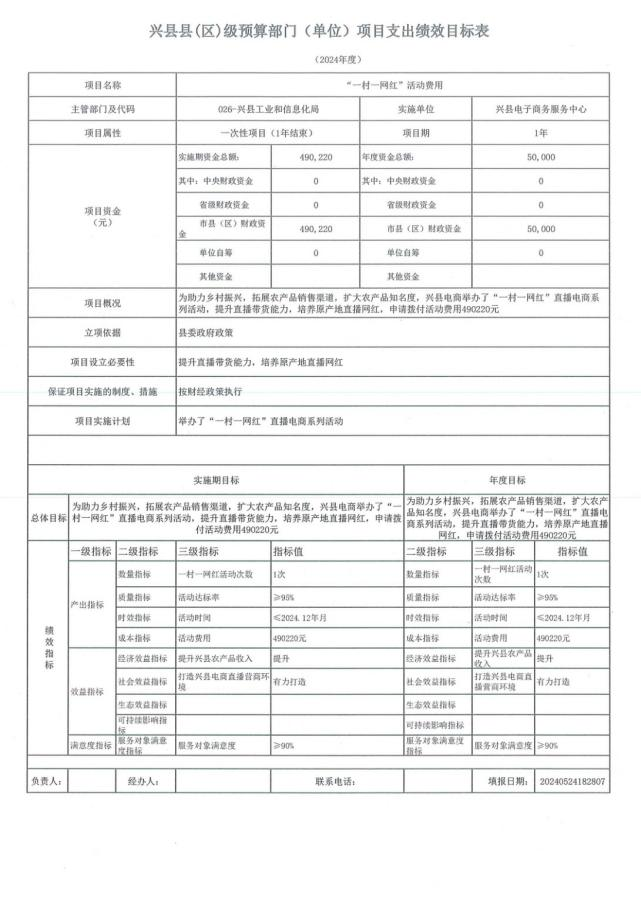 兴县县(区)级预算部门（单位）项目支出绩效目标表
（2024年度）
项目名称 “一村一网红”活动费用
主管部门及代码 026-兴县工业和信息化局 实施单位 兴县电子商务服务中心
项目属性 一次性项目（1年结束） 项目期 1年
项目资金
（元）
实施期资金总额： 490,220 年度资金总额： 50,000
其中：中央财政资金 0 其中：中央财政资金 0
省级财政资金 0 省级财政资金 0
市县（区）财政资
金 490,220 市县（区）财政资金 50,000
单位自筹 0 单位自筹 0
其他资金 其他资金
项目概况 为助力乡村振兴，拓展农产品销售渠道，扩大农产品知名度，兴县电商举办了“一村一网红”直播电商系
列活动，提升直播带货能力，培养原产地直播网红，申请拨付活动费用490220元
立项依据 县委政府政策
项目设立必要性 提升直播带货能力，培养原产地直播网红
保证项目实施的制度、措施 按财经政策执行
项目实施计划 举办了“一村一网红”直播电商系列活动
实施期目标 年度目标
总体目标
为助力乡村振兴，拓展农产品销售渠道，扩大农产品知名度，兴县电商举办了“一
村一网红”直播电商系列活动，提升直播带货能力，培养原产地直播网红，申请拨
付活动费用490220元
为助力乡村振兴，拓展农产品销售渠道，扩大农产
品知名度，兴县电商举办了“一村一网红”直播电
商系列活动，提升直播带货能力，培养原产地直播
网红，申请拨付活动费用490220元
绩效指标
一级指标 二级指标 三级指标 指标值 二级指标 三级指标 指标值
产出指标
数量指标 一村一网红活动次数 1次 数量指标 一村一网红活动
次数 1次
质量指标 活动达标率 ≥95% 质量指标 活动达标率 ≥95%
时效指标 活动时间 ≤2024.12年月 时效指标 活动时间 ≤2024.12年月
成本指标 活动费用 490220元 成本指标 活动费用 490220元
效益指标
经济效益指标 提升兴县农产品收入 提升 经济效益指标 提升兴县农产品
收入 提升
社会效益指标 打造兴县电商直播营商环
境 有力打造 社会效益指标 打造兴县电商直
播营商环境 有力打造
生态效益指标 生态效益指标
可持续影响指
标 可持续影响指标
满意度指标 服务对象满意
度指标 服务对象满意度 ≥90% 服务对象满意度
指标 服务对象满意度 ≥90%
负责人： 经办人： 联系电话： 填报日期： 20240524182807